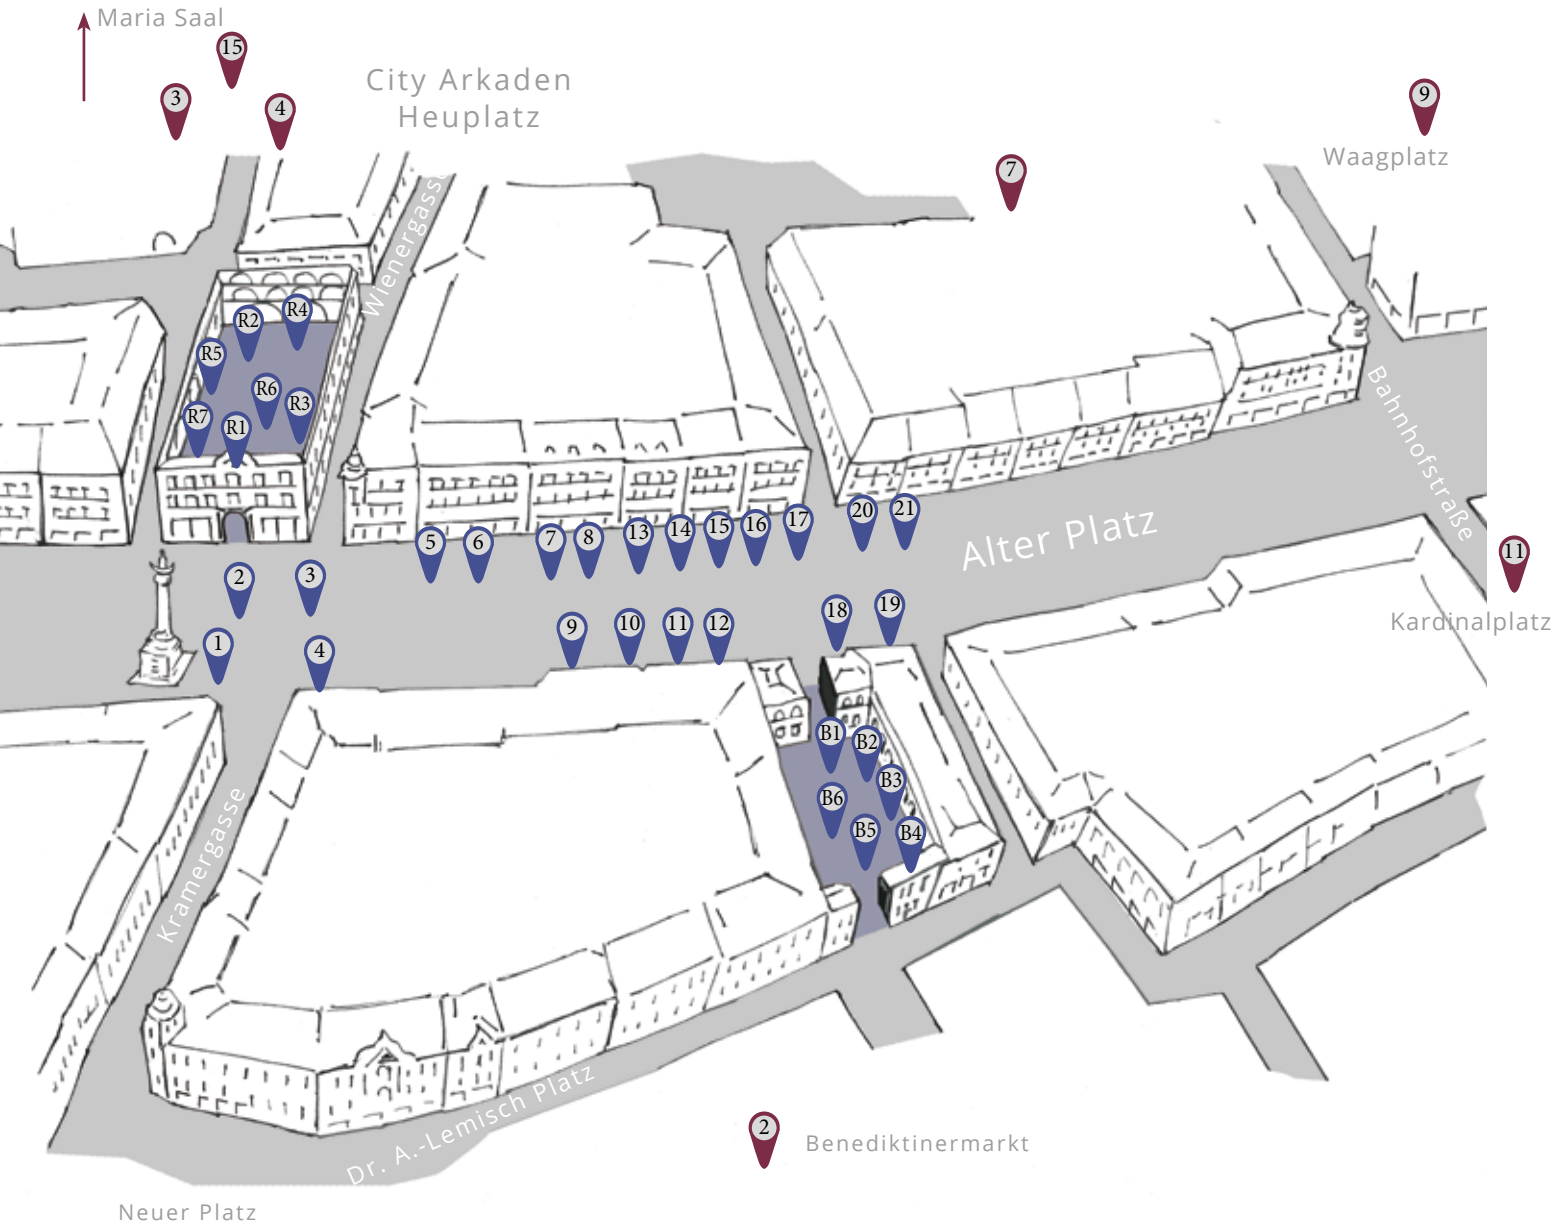 Maria Saal
15
3
4
City Arkaden
Heuplatz
9
Waagplatz
7
Wienergasse
R2
R4
R5
R6
R3
R7
R1
Bahnhofstraße
Alter Platz
20
21
5
6
7
8
13
14
15
16
17
11
Kardinalplatz
2
3
1
4
9
10
11
12
18
19
B1
B2
B3
B6
B5
B4
Kramergasse
Dr. A.-Lemisch Platz
2
Benediktinermarkt
Neuer Platz